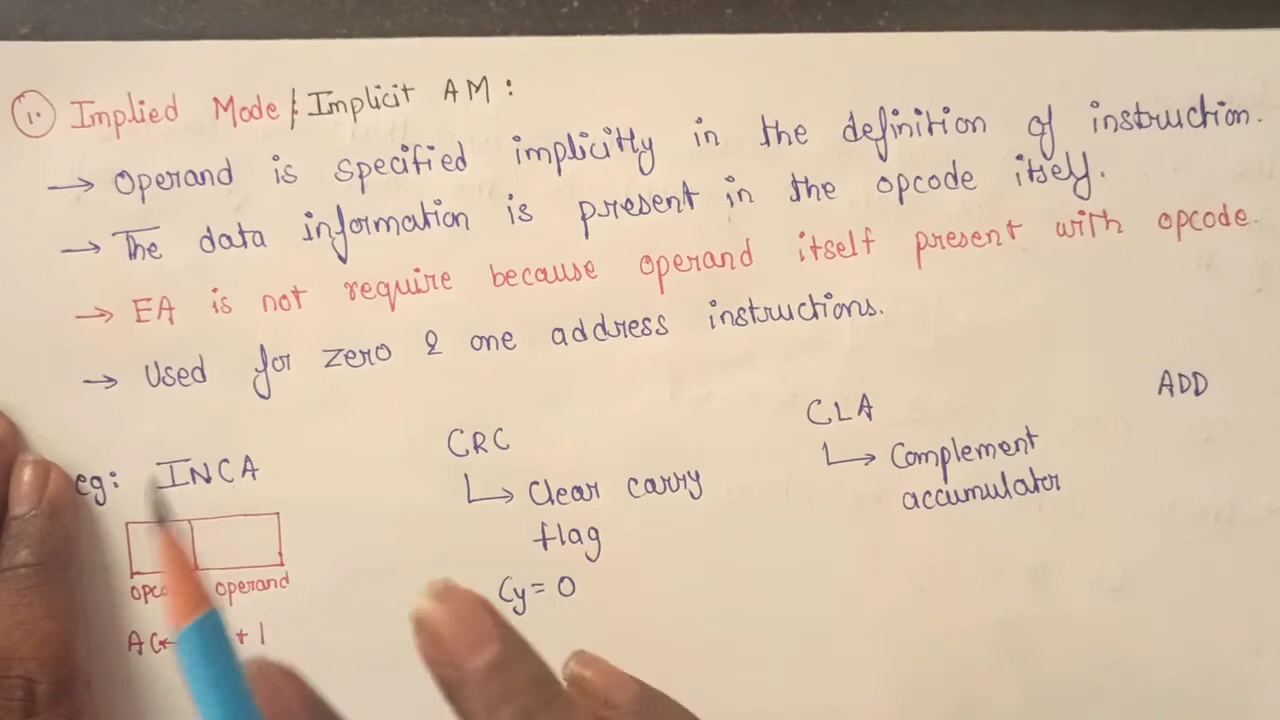 1. Implied Mode / Implicit AM :
→ Operand is specified implicitly in the definition of instruction.
→ The data information is present in the opcode itself.
→ EA is not require because operand itself present with opcode.
→ Used for zero & one address instructions.
eg: INCA CRC CLA ADD
Clear carry flag
Complement accumulator
operand
Cy = 0
+ 1